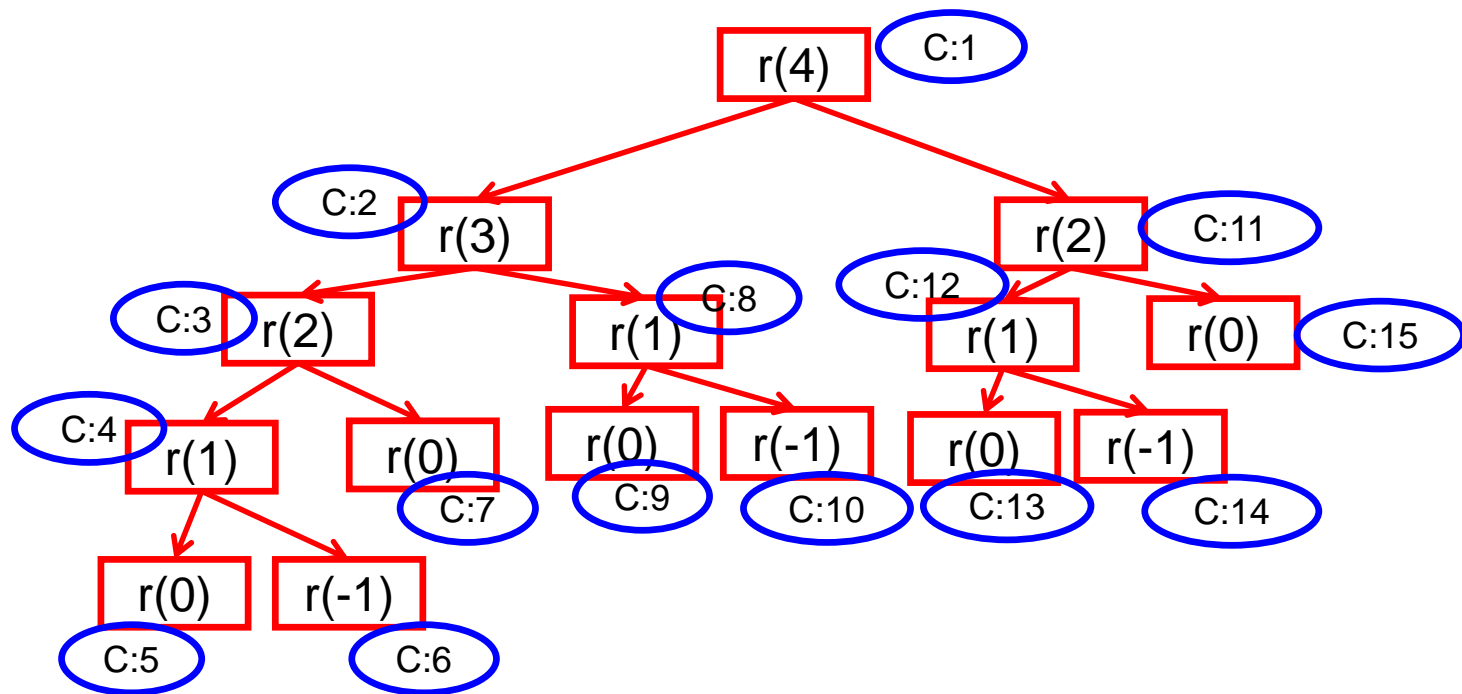 r(4)
C:1
C:2
r(3)
r(2)
C:11
C:3
r(2)
r(1)
C:8
C:12
r(1)
r(0)
C:15
C:4
r(1)
r(0)
C:7
r(0)
C:9
r(-1)
C:10
r(0)
C:13
r(-1)
C:14
r(0)
C:5
r(-1)
C:6